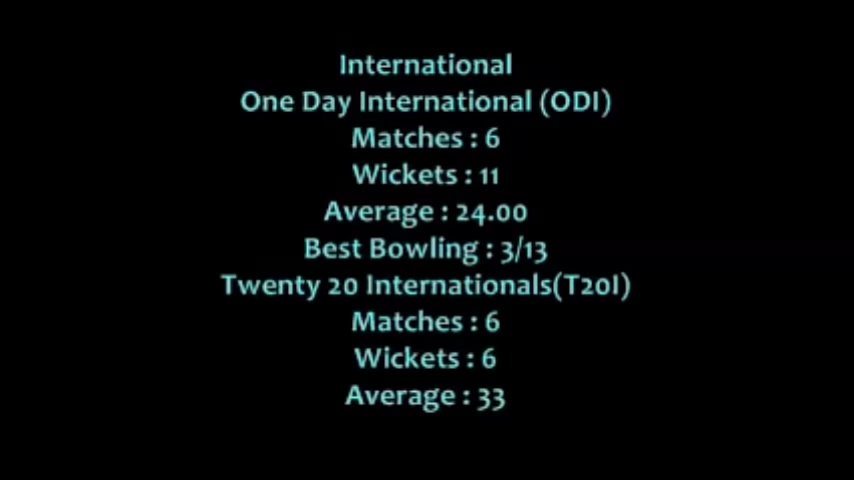 International
One Day International (ODI)
Matches : 6
Wickets : 11
Average : 24.00
Best Bowling : 3/13
Twenty 20 Internationals(T20I)
Matches : 6
Wickets : 6
Average : 33